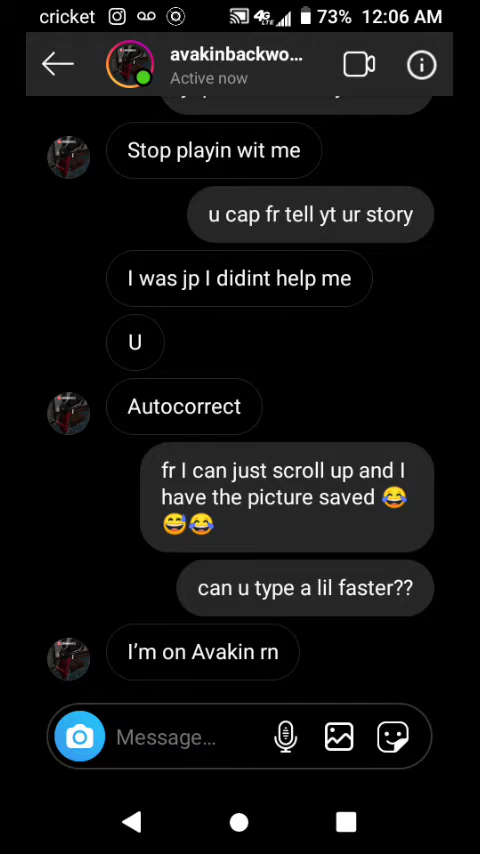 cricket 4G LTE 73% 12:06 AM
avakinbackwo...
Active now
Stop playin wit me
u cap fr tell yt ur story
I was jp I didint help me
U
Autocorrect
fr I can just scroll up and I
have the picture saved 😂
😅😂
can u type a lil faster??
I'm on Avakin rn
Message...